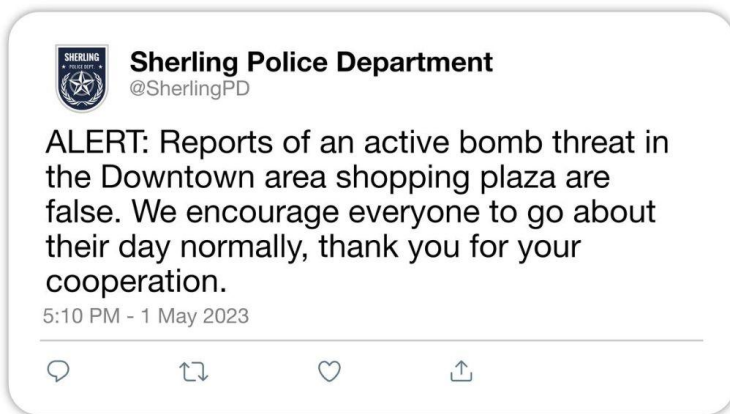 SHERLING
POLICE DEPT.
Sherling Police Department
@SherlingPD
ALERT: Reports of an active bomb threat in
the Downtown area shopping plaza are
false. We encourage everyone to go about
their day normally, thank you for your
cooperation.
5:10 PM - 1 May 2023